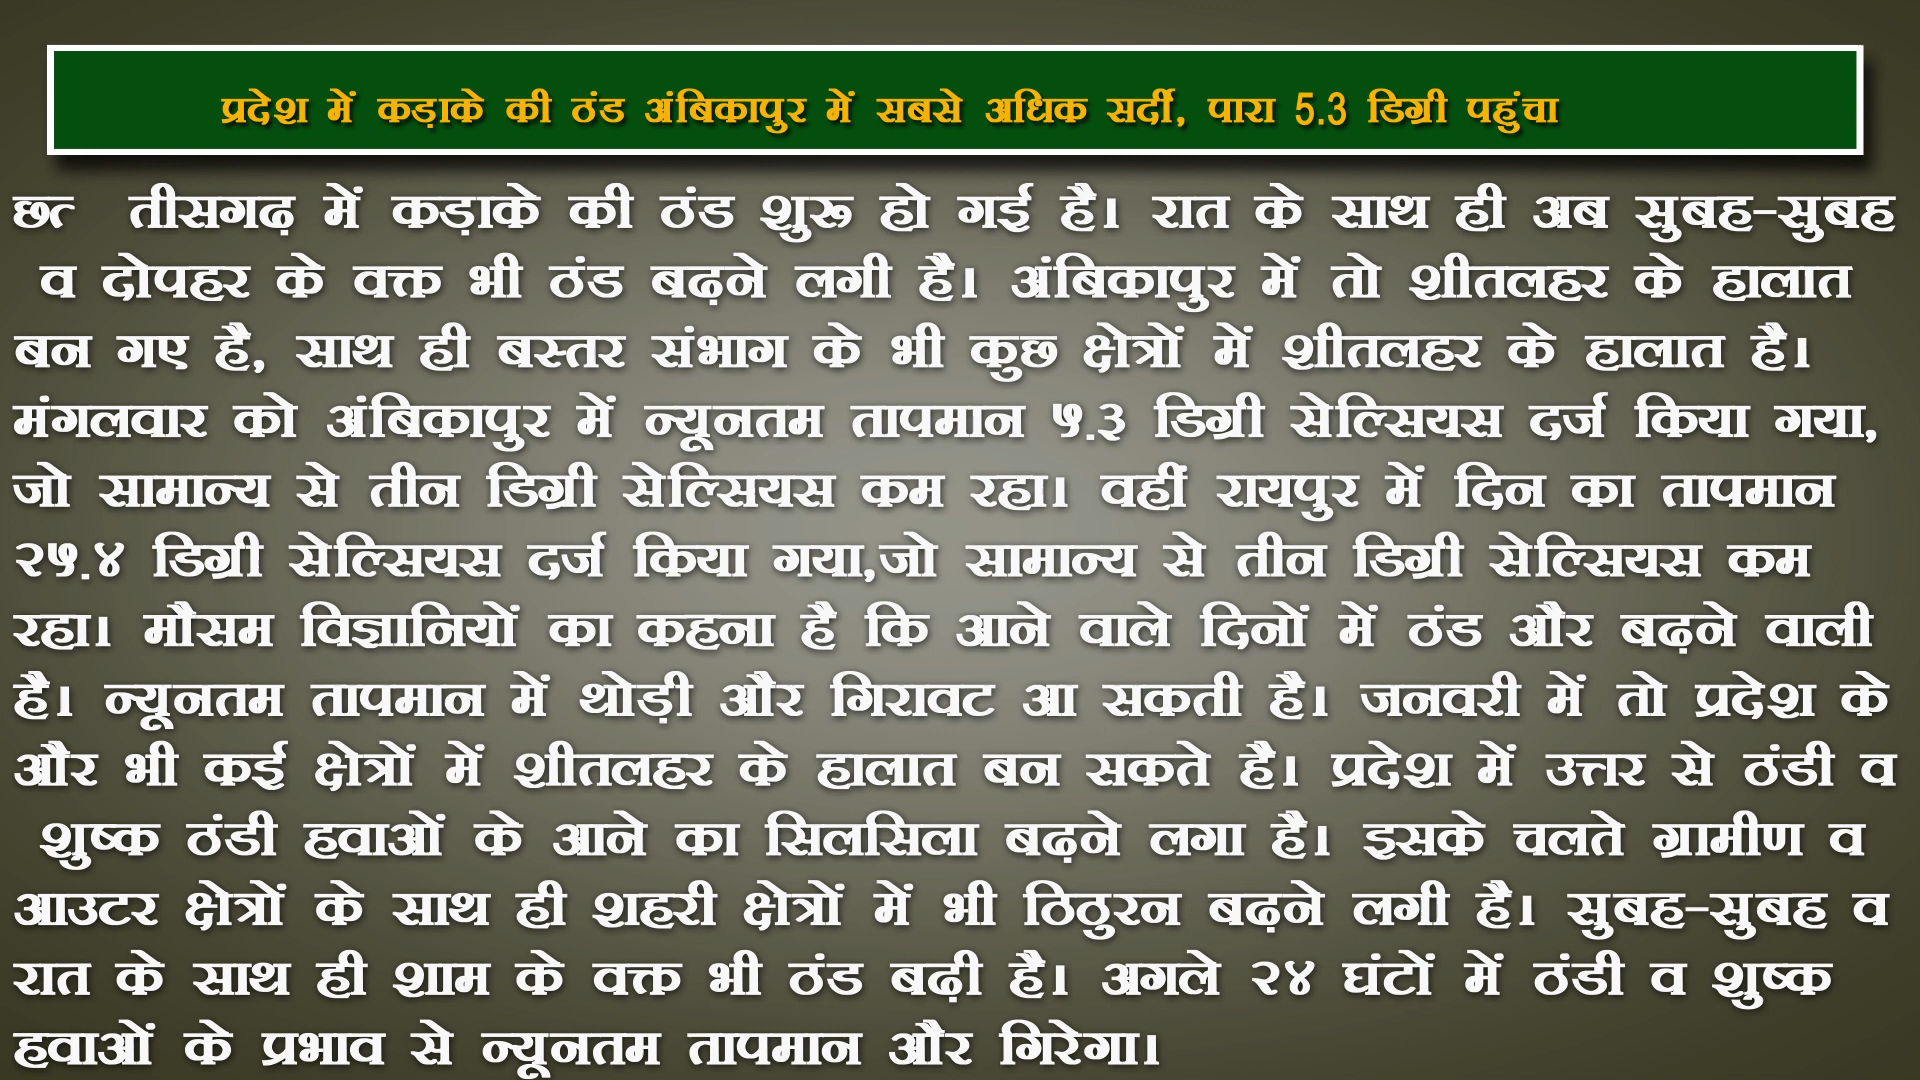 प्रदेश में कड़ाके की ठंड अंबिकापुर में सबसे अधिक सर्दी, पारा 5.3 डिग्री पहुंचा
छत्तीसगढ़ में कड़ाके की ठंड शुरू हो गई है। रात के साथ ही अब सुबह-सुबह
व दोपहर के वक्त भी ठंड बढ़ने लगी है। अंबिकापुर में तो शीतलहर के हालात
बन गए है, साथ ही बस्तर संभाग के भी कुछ क्षेत्रों में शीतलहर के हालात है।
मंगलवार को अंबिकापुर में न्यूनतम तापमान ५.३ डिग्री सेल्सियस दर्ज किया गया,
जो सामान्य से तीन डिग्री सेल्सियस कम रहा। वहीं रायपुर में दिन का तापमान
२५.४ डिग्री सेल्सियस दर्ज किया गया,जो सामान्य से तीन डिग्री सेल्सियस कम
रहा। मौसम विज्ञानियों का कहना है कि आने वाले दिनों में ठंड और बढ़ने वाली
है। न्यूनतम तापमान में थोड़ी और गिरावट आ सकती है। जनवरी में तो प्रदेश के
और भी कई क्षेत्रों में शीतलहर के हालात बन सकते है। प्रदेश में उत्तर से ठंडी व
शुष्क ठंडी हवाओं के आने का सिलसिला बढ़ने लगा है। इसके चलते ग्रामीण व
आउटर क्षेत्रों के साथ ही शहरी क्षेत्रों में भी ठिठुरन बढ़ने लगी है। सुबह-सुबह व
रात के साथ ही शाम के वक्त भी ठंड बढ़ी है। अगले २४ घंटों में ठंडी व शुष्क
हवाओं के प्रभाव से न्यूनतम तापमान और गिरेगा।